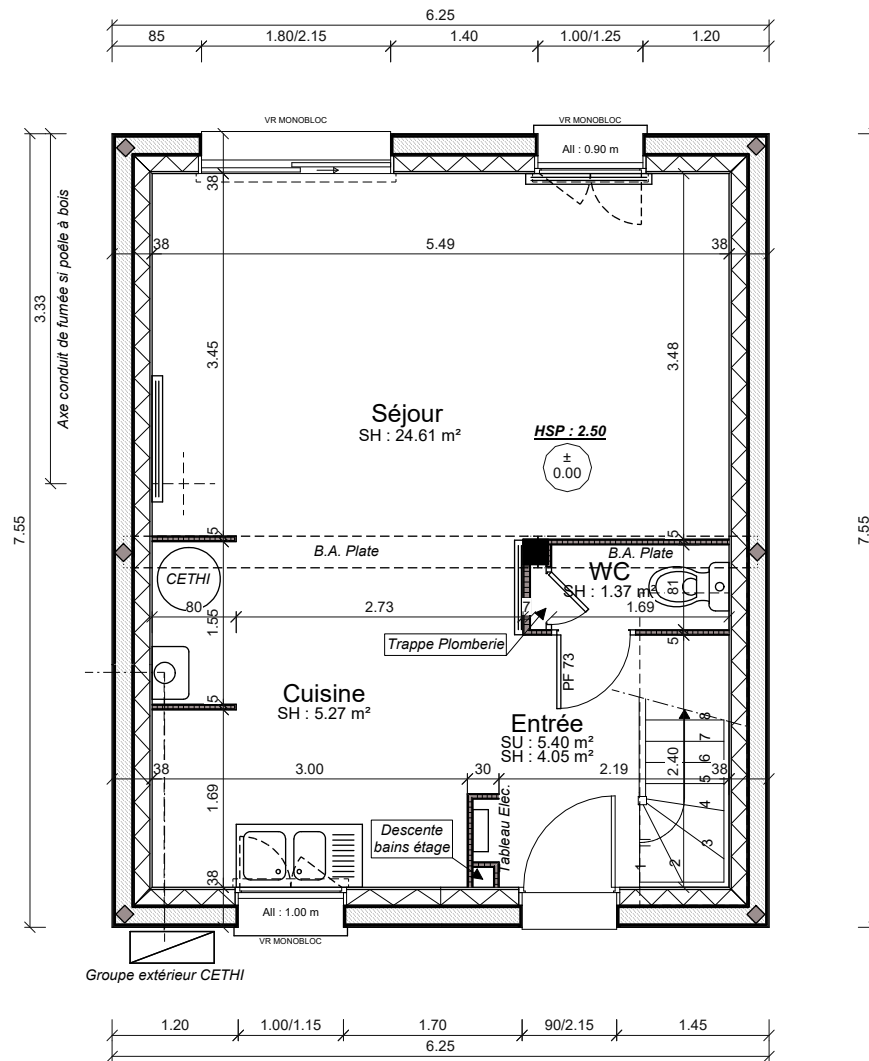 6.25
85
1.80/2.15
1.40
1.00/1.25
1.20
VR MONOBLOC
VR MONOBLOC
All : 0.90 m
38
38
5.49
38
3.33
Axe conduit de fumée si poêle à bois
3.45
3.48
Séjour
SH : 24.61 m²
HSP : 2.50
±
0.00
7.55
7.55
5
5
B.A. Plate
B.A. Plate
CETHI
WC
SH : 1.37 m²
81
80
1.55
2.73
7
1.69
Trappe Plomberie
5
PF 73
5
Cuisine
SH : 5.27 m²
Entrée
SU : 5.40 m²
SH : 4.05 m²
8
7
6
5
4
3
2
1
2.40
38
3.00
30
2.19
38
1.69
Tableau Elec.
Descente
bains étage
38
All : 1.00 m
VR MONOBLOC
Groupe extérieur CETHI
1.20
1.00/1.15
1.70
90/2.15
1.45
6.25